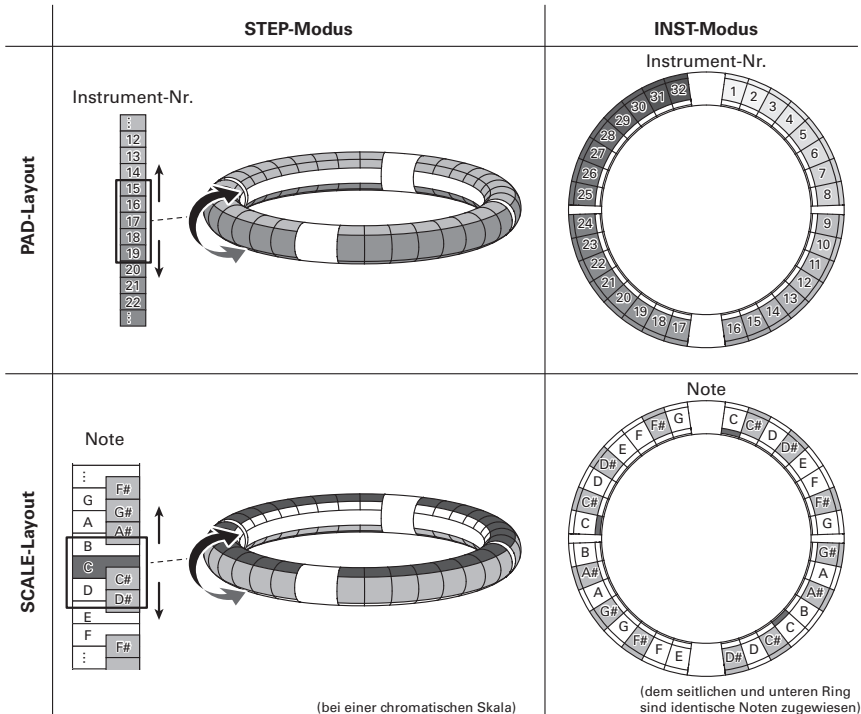 STEP-Modus
INST-Modus
PAD-Layout
Instrument-Nr.
⋮
12
13
14
15
16
17
18
19
20
21
22
⋮
Instrument-Nr.
1
2
3
4
5
6
7
8
9
10
11
12
13
14
15
16
17
18
19
20
21
22
23
24
25
26
27
28
29
30
31
32
SCALE-Layout
Note
⋮
F#
G
G#
A
A#
B
C
C#
D
D#
E
F
F#
⋮
(bei einer chromatischen Skala)
Note
C
C#
D
D#
E
F
F#
G
G#
A
A#
B
C
C#
D
D#
E
F
F#
G
G#
A
A#
B
C
C#
D
D#
E
F
F#
G
(dem seitlichen und unteren Ring
sind identische Noten zugewiesen)